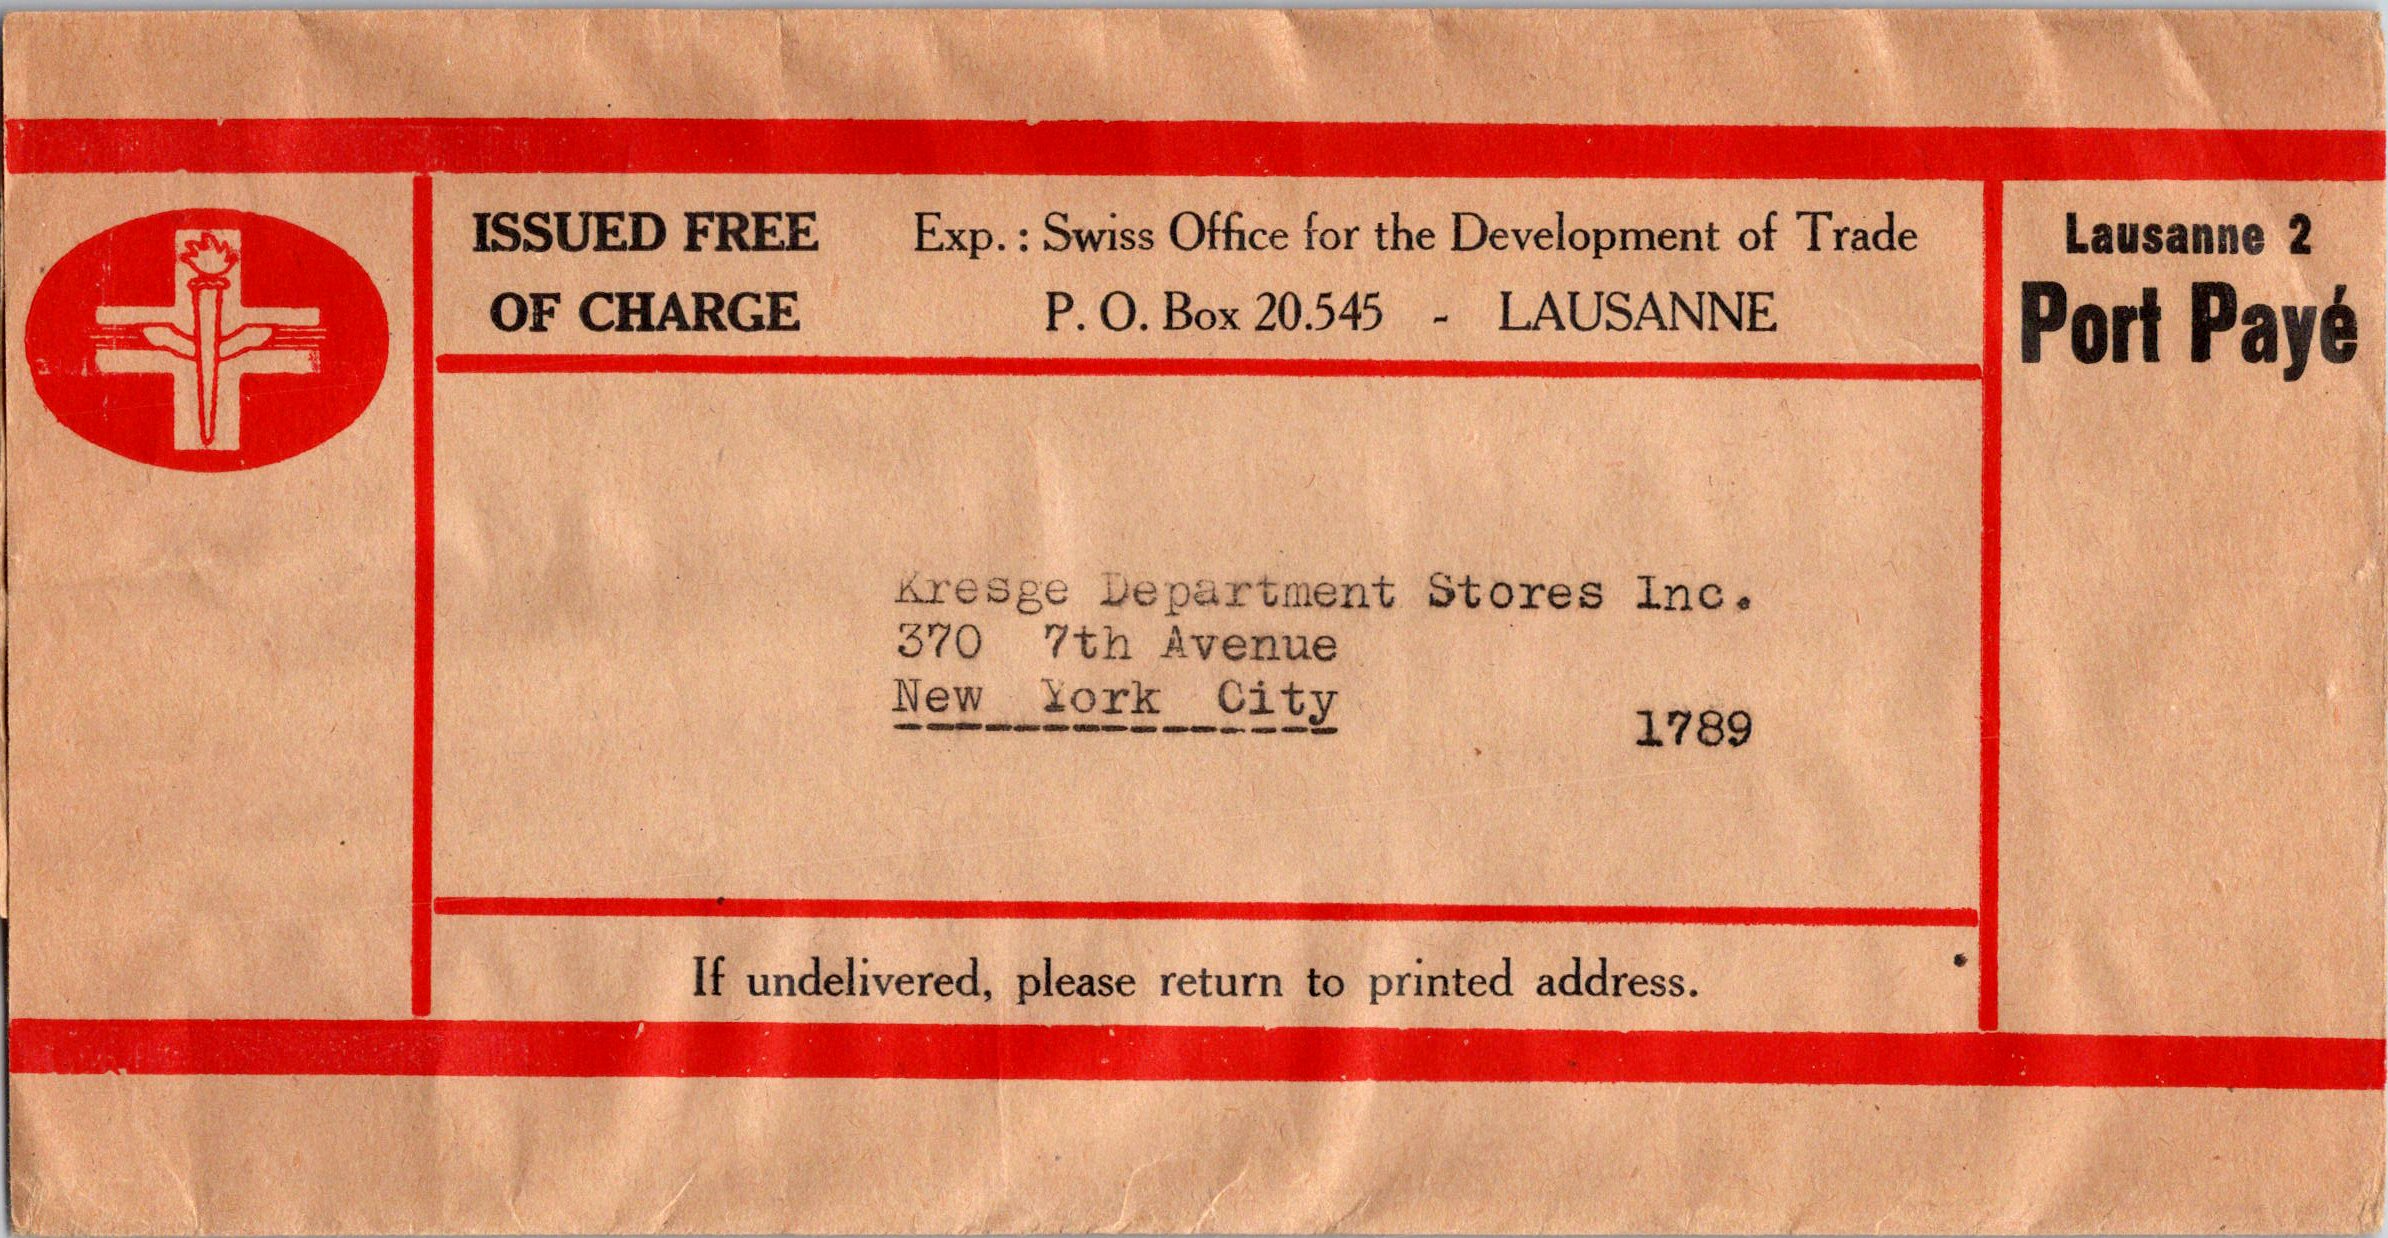 ISSUED FREE
OF CHARGE
Exp.: Swiss Office for the Development of Trade
P. O. Box 20.545 - LAUSANNE
Lausanne 2
Port Payé
Kresge Department Stores Inc.
370 7th Avenue
New York City
1789
If undelivered, please return to printed address.